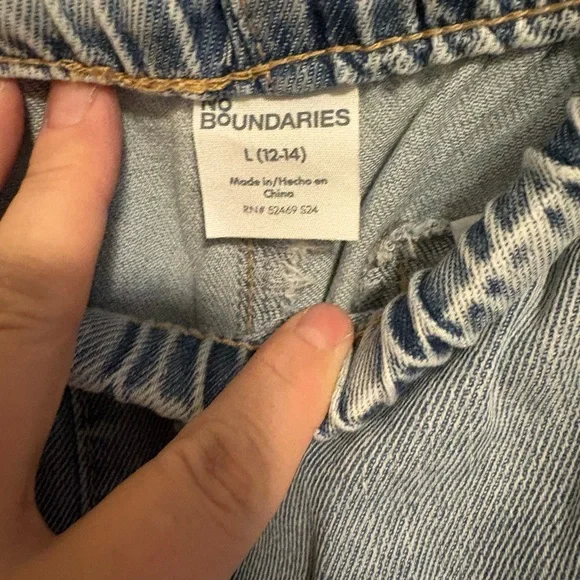 NO
BOUNDARIES
L (12-14)
Made in/Hecho en
China
RN# 52469 S24